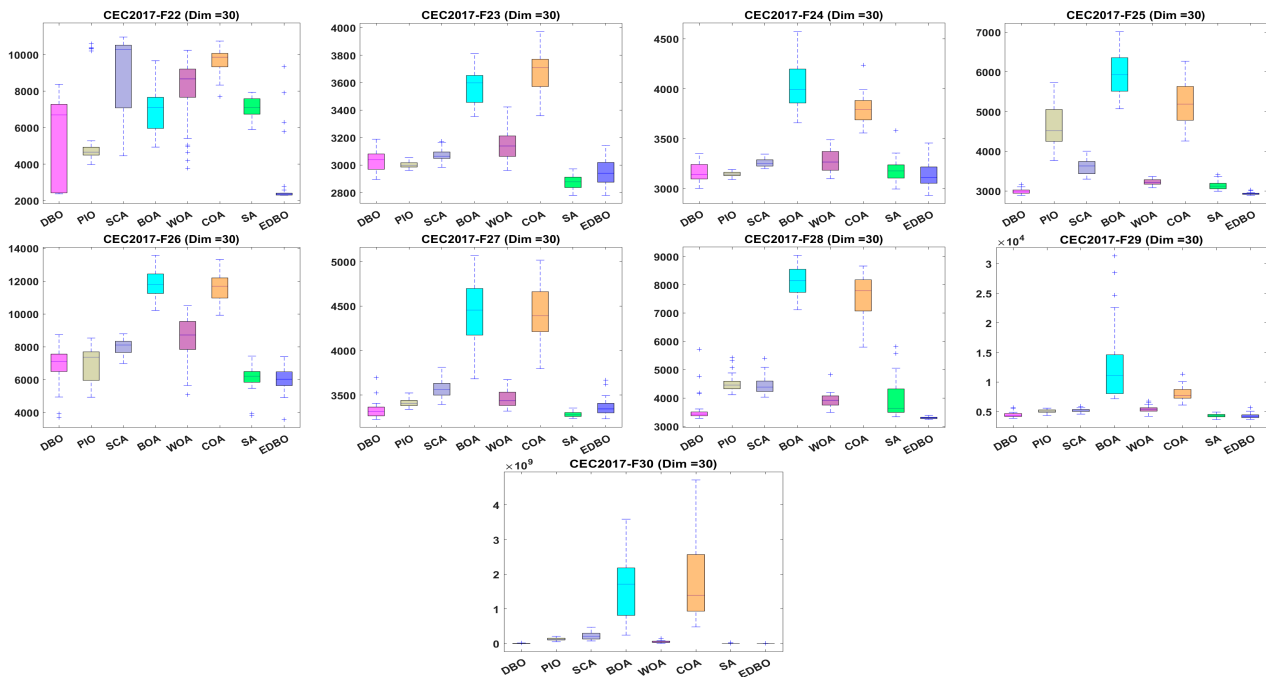 CEC2017-F22 (Dim =30)
10000
8000
6000
4000
2000
DBO PIO SCA BOA WOA COA SA EDBO
CEC2017-F23 (Dim =30)
4000
3800
3600
3400
3200
3000
2800
DBO PIO SCA BOA WOA COA SA EDBO
CEC2017-F24 (Dim =30)
4500
4000
3500
3000
DBO PIO SCA BOA WOA COA SA EDBO
CEC2017-F25 (Dim =30)
7000
6000
5000
4000
3000
DBO PIO SCA BOA WOA COA SA EDBO
CEC2017-F26 (Dim =30)
14000
12000
10000
8000
6000
4000
DBO PIO SCA BOA WOA COA SA EDBO
CEC2017-F27 (Dim =30)
5000
4500
4000
3500
DBO PIO SCA BOA WOA COA SA EDBO
CEC2017-F28 (Dim =30)
9000
8000
7000
6000
5000
4000
3000
DBO PIO SCA BOA WOA COA SA EDBO
×10⁴ CEC2017-F29 (Dim =30)
3
2.5
2
1.5
1
0.5
DBO PIO SCA BOA WOA COA SA EDBO
CEC2017-F30 (Dim =30)
×10⁹
4
3
2
1
0
DBO PIO SCA BOA WOA COA SA EDBO